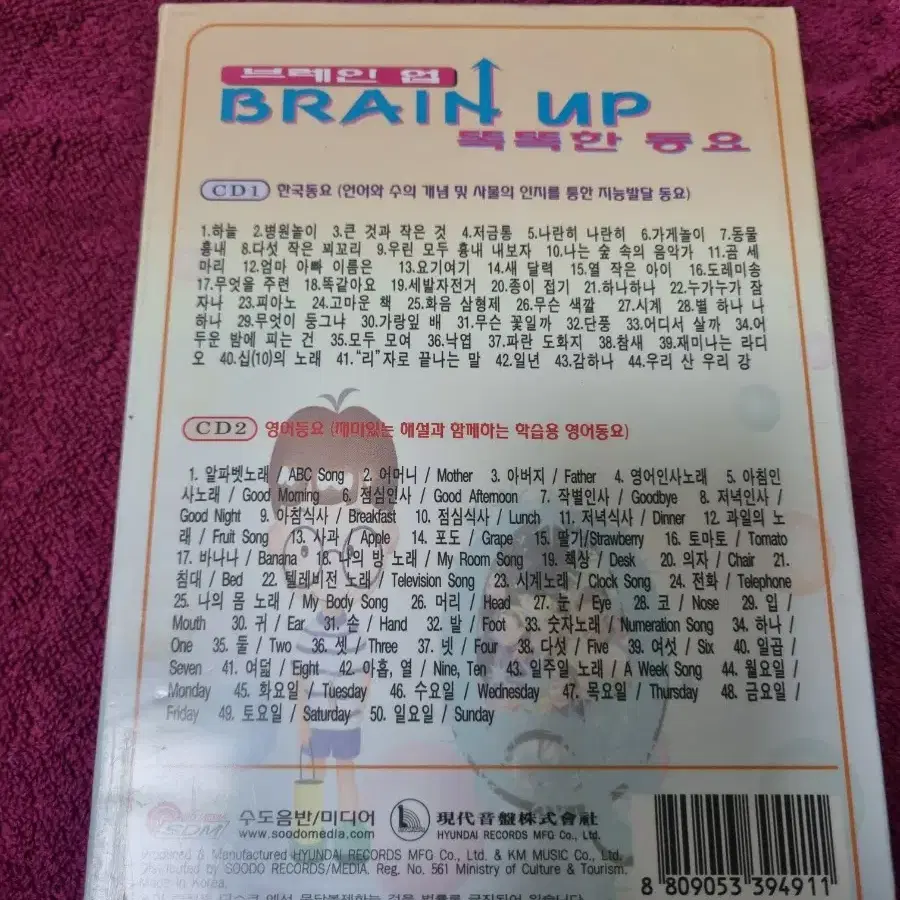 브레인 업
BRAIN UP
똑똑한 동요
CD1 한국동요 (언어와 수의 개념 및 사물의 인지를 통한 지능발달 동요)
1.하늘 2.병원놀이 3.큰 것과 작은 것 4.저금통 5.나란히 나란히 6.가게놀이 7.동물
흉내 8.다섯 작은 꾀꼬리 9.우린 모두 흉내 내보자 10.나는 숲 속의 음악가 11.곰 세
마리 12.엄마 아빠 이름은 13.요기여기 14.새 달력 15.열 작은 아이 16.도레미송
17.무엇을 주련 18.똑같아요 19.세발자전거 20.종이 접기 21.하나하나 22.누가누가 잠
자나 23.피아노 24.고마운 책 25.화음 삼형제 26.무슨 색깔 27.시계 28.별 하나 나
하나 29.무엇이 둥그냐 30.가랑잎 배 31.무슨 꽃일까 32.단풍 33.어디서 살까 34.어
두운 밤에 피는 건 35.모두 모여 36.낙엽 37.파란 도화지 38.참새 39.재미나는 라디
오 40.십(10)의 노래 41."리"자로 끝나는 말 42.일년 43.감하나 44.우리 산 우리 강
CD2 영어동요 (재미있는 해설과 함께하는 학습용 영어동요)
1. 알파벳노래 / ABC Song 2. 어머니 / Mother 3. 아버지 / Father 4. 영어인사노래 5. 아침인
사노래 / Good Morning 6. 점심인사 / Good Afternoon 7. 작별인사 / Goodbye 8. 저녁인사 /
Good Night 9. 아침식사 / Breakfast 10. 점심식사 / Lunch 11. 저녁식사 / Dinner 12. 과일의 노
래 / Fruit Song 13. 사과 / Apple 14. 포도 / Grape 15. 딸기/Strawberry 16. 토마토 / Tomato
17. 바나나 / Banana 18. 나의 방 노래 / My Room Song 19. 책상 / Desk 20. 의자 / Chair 21.
침대 / Bed 22. 텔레비전 노래 / Television Song 23. 시계노래 / Clock Song 24. 전화 / Telephone
25. 나의 몸 노래 / My Body Song 26. 머리 / Head 27. 눈 / Eye 28. 코 / Nose 29. 입 /
Mouth 30. 귀 / Ear 31. 손 / Hand 32. 발 / Foot 33. 숫자노래 / Numeration Song 34. 하나 /
One 35. 둘 / Two 36. 셋 / Three 37. 넷 / Four 38. 다섯 / Five 39. 여섯 / Six 40. 일곱 /
Seven 41. 여덟 / Eight 42. 아홉, 열 / Nine, Ten 43. 일주일 노래 / A Week Song 44. 월요일 /
Monday 45. 화요일 / Tuesday 46. 수요일 / Wednesday 47. 목요일 / Thursday 48. 금요일 /
Friday 49. 토요일 / Saturday 50. 일요일 / Sunday
SDM 수도음반/미디어 現代音盤株式會社
www.soodomedia.com HYUNDAI RECORDS MFG Co., Ltd.
Produced & Manufactured HYUNDAI RECORDS MFG Co., Ltd. & KM MUSIC Co., Ltd.
Distributed by SOODO RECORDS/MEDIA. Reg. No. 561 Ministry of Culture & Tourism.
Made in Korea.
8 809053 394911